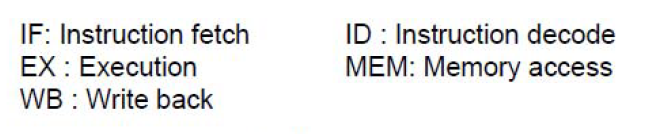 IF: Instruction fetch ID : Instruction decode
EX : Execution MEM: Memory access
WB : Write back